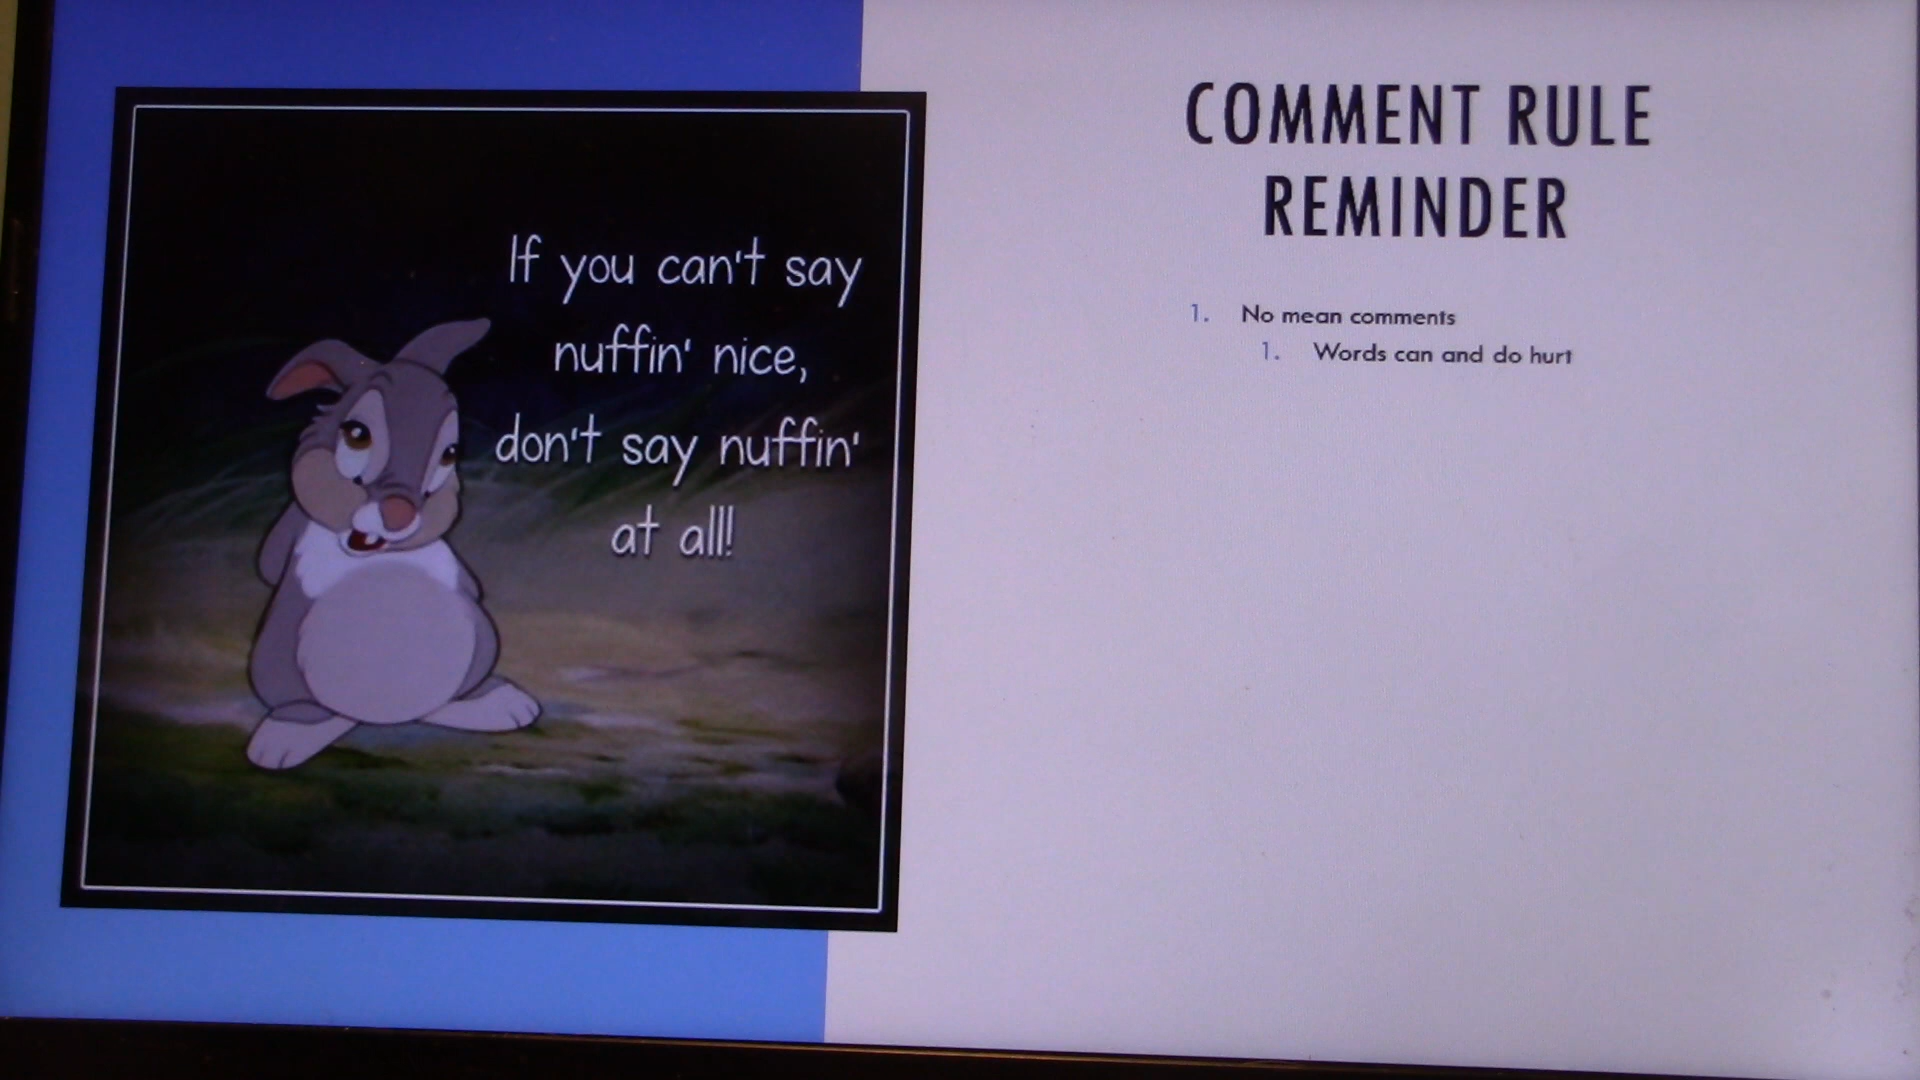 If you can't say
nuffin' nice,
don't say nuffin'
at all!
COMMENT RULE
REMINDER
1. No mean comments
1. Words can and do hurt